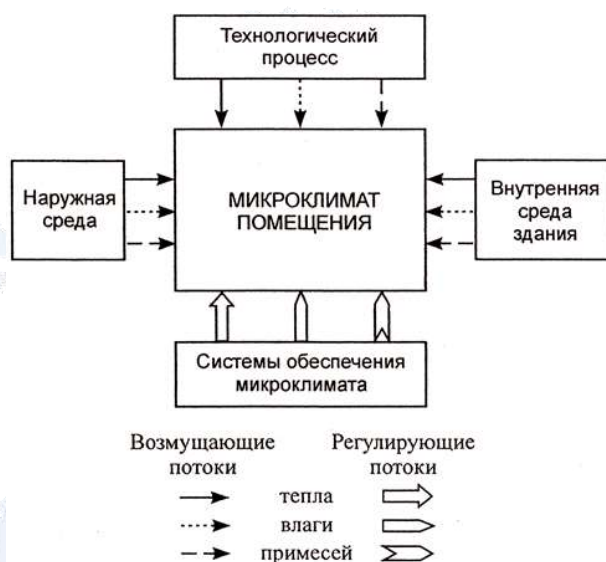 Технологический
процесс
Наружная
среда
МИКРОКЛИМАТ
ПОМЕЩЕНИЯ
Внутренняя
среда
здания
Системы обеспечения
микроклимата
Возмущающие
потоки
Регулирующие
потоки
тепла
влаги
примесей